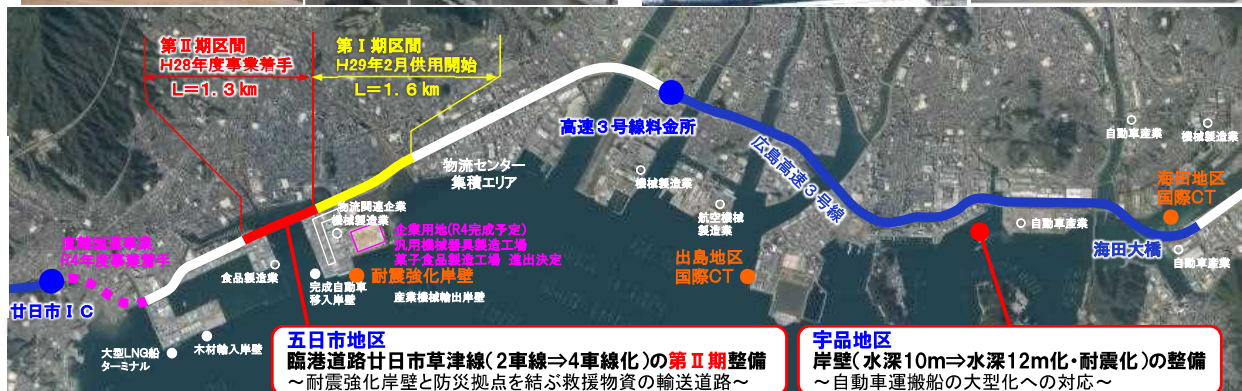 第Ⅱ期区間
H28年度事業着手
L=1.3㎞
第Ⅰ期区間
H29年2月供用開始
L=1.6㎞
高速3号線料金所
広島高速3号線
物流センター
集積エリア
機械製造業
航空機械
製造業
自動車産業
機械製造業
海田地区
国際CT
自動車産業
海田大橋
自動車産業
物流関連企業
機械製造業
企業用地(R4完成予定)
汎用機械器具製造工場
菓子食品製造工場 進出決定
直轄国道事業
R4年度事業着手
廿日市IC
食品製造業
完成自動車
移入岸壁
耐震強化岸壁
産業機械輸出岸壁
出島地区
国際CT
大型LNG船
ターミナル
木材輸入岸壁
五日市地区
臨港道路廿日市草津線(2車線⇒4車線化)の第Ⅱ期整備
~耐震強化岸壁と防災拠点を結ぶ救援物資の輸送道路~
宇品地区
岸壁(水深10m⇒水深12m化・耐震化)の整備
~自動車運搬船の大型化への対応~